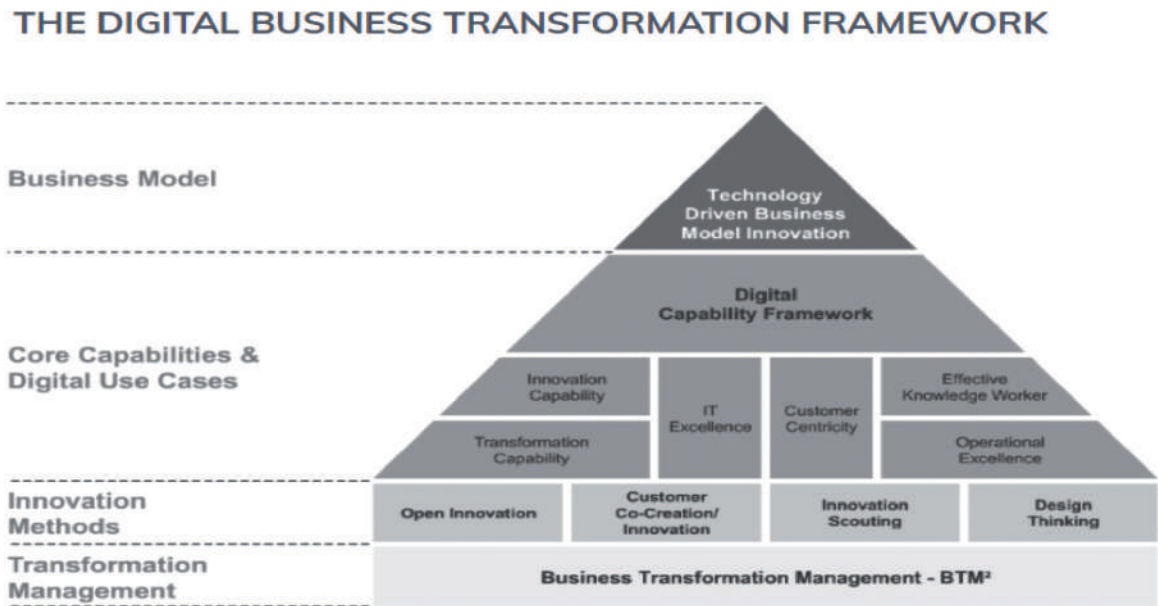 THE DIGITAL BUSINESS TRANSFORMATION FRAMEWORK
Business Model
Technology
Driven Business
Model Innovation
Core Capabilities &
Digital Use Cases
Digital
Capability Framework
Innovation
Capability
Transformation
Capability
IT
Excellence
Customer
Centricity
Effective
Knowledge Worker
Operational
Excellence
Innovation
Methods
Open Innovation
Customer
Co-Creation/
Innovation
Innovation
Scouting
Design
Thinking
Transformation
Management
Business Transformation Management - BTM²